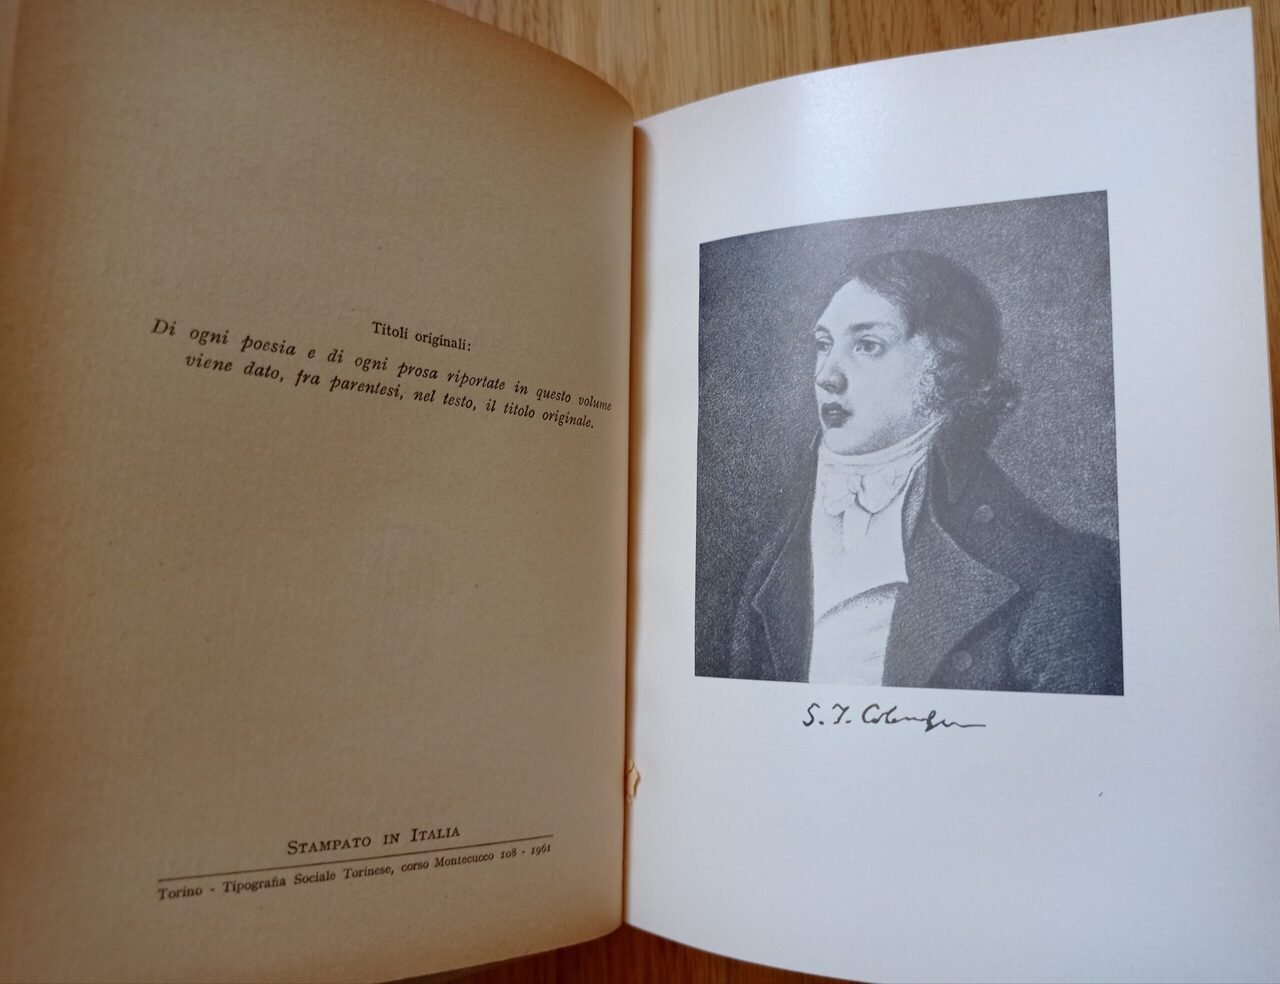 Titoli originali:
Di ogni poesia e di ogni prosa riportate in questo volume
viene dato, fra parentesi, nel testo, il titolo originale.
STAMPATO IN ITALIA
Torino - Tipografia Sociale Torinese, corso Montecucco 108 - 1961
S. T. Coleridge